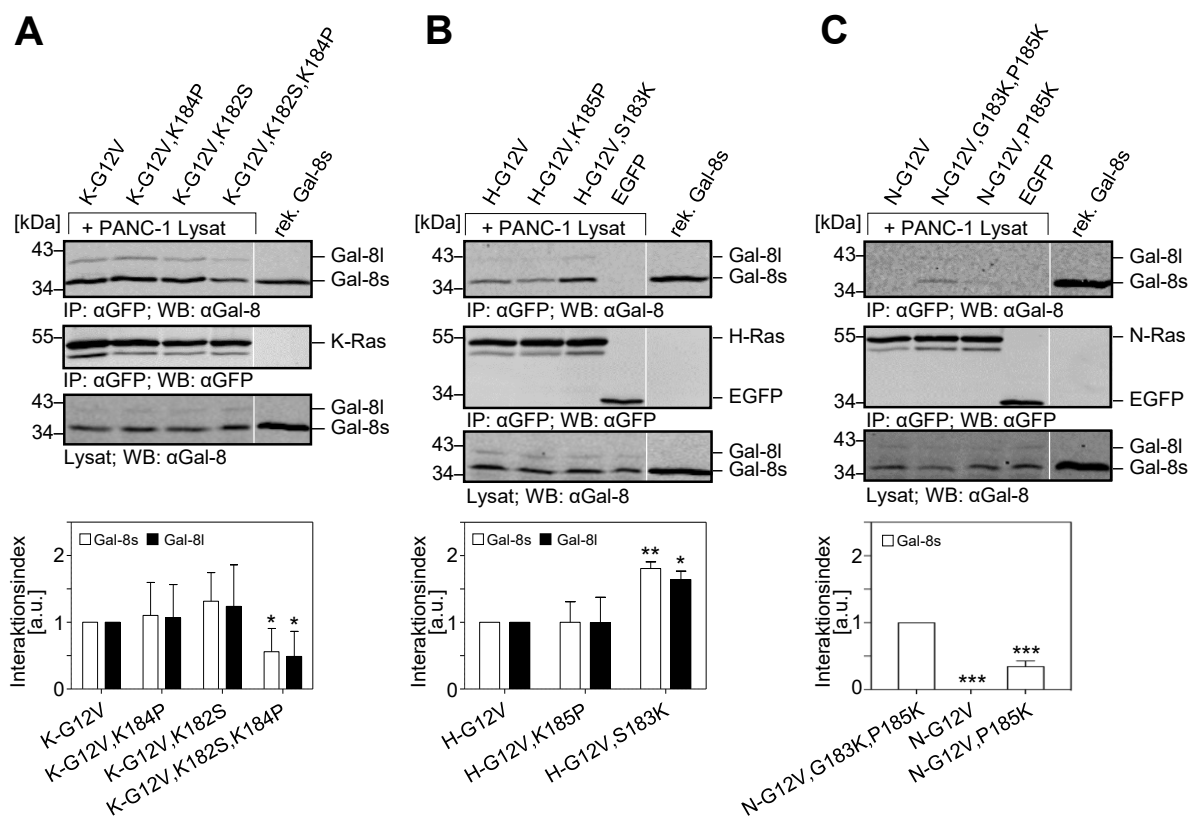 A
K-G12V
K-G12V,K184P
K-G12V,K182S
K-G12V,K182S,K184P
rek. Gal-8s
[kDa]
+ PANC-1 Lysat
43
34
Gal-8l
Gal-8s
IP: αGFP; WB: αGal-8
55
K-Ras
IP: αGFP; WB: αGFP
43
34
Gal-8l
Gal-8s
Lysat; WB: αGal-8
Interaktionsindex
[a.u.]
2
1
0
Gal-8s
Gal-8l
*
*
K-G12V
K-G12V,K184P
K-G12V,K182S
K-G12V,K182S,K184P
B
H-G12V
H-G12V,K185P
H-G12V,S183K
EGFP
rek. Gal-8s
[kDa]
+ PANC-1 Lysat
43
34
Gal-8l
Gal-8s
IP: αGFP; WB: αGal-8
55
34
H-Ras
EGFP
IP: αGFP; WB: αGFP
43
34
Gal-8l
Gal-8s
Lysat; WB: αGal-8
Interaktionsindex
[a.u.]
2
1
0
Gal-8s
Gal-8l
**
*
H-G12V
H-G12V,K185P
H-G12V,S183K
C
N-G12V
N-G12V,G183K,P185K
N-G12V,P185K
EGFP
rek. Gal-8s
[kDa]
+ PANC-1 Lysat
43
34
Gal-8l
Gal-8s
IP: αGFP; WB: αGal-8
55
34
N-Ras
EGFP
IP: αGFP; WB: αGFP
43
34
Gal-8l
Gal-8s
Lysat; WB: αGal-8
Interaktionsindex
[a.u.]
2
1
0
Gal-8s
***
***
N-G12V,G183K,P185K
N-G12V
N-G12V,P185K